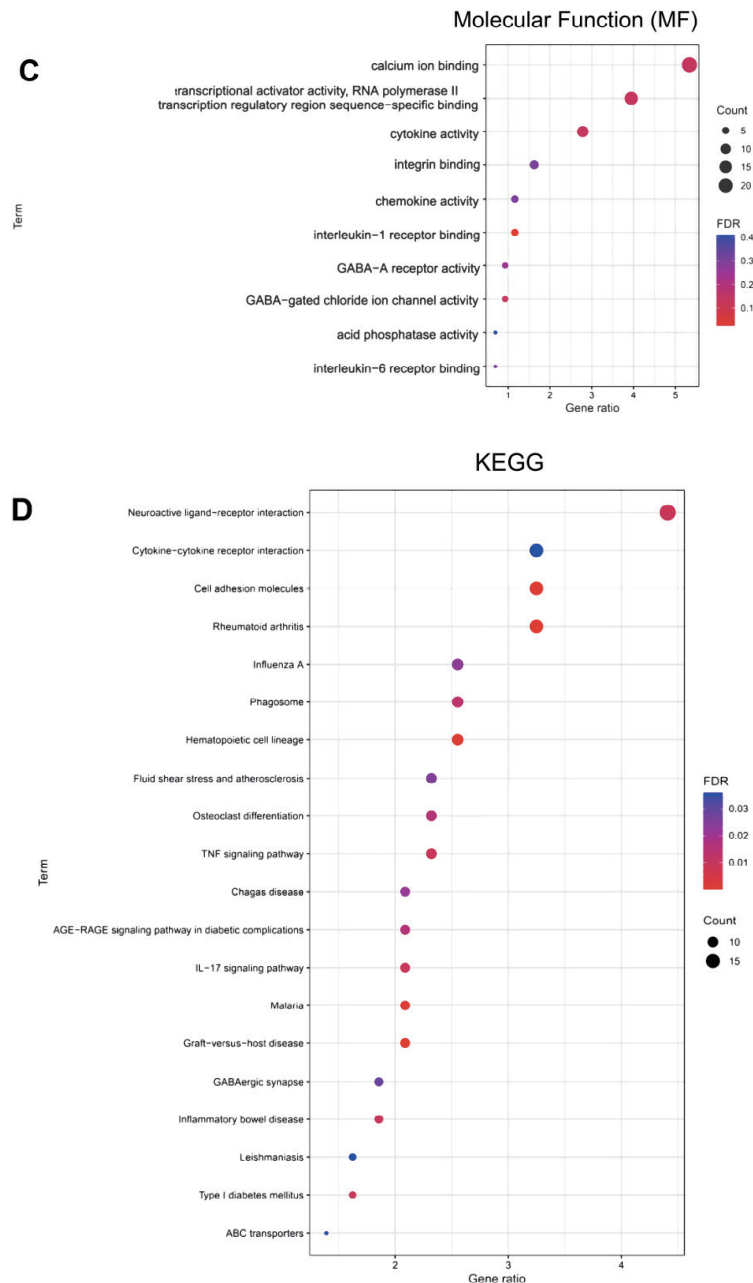 Molecular Function (MF)
C
calcium ion binding
transcriptional activator activity, RNA polymerase II
transcription regulatory region sequence-specific binding
cytokine activity
integrin binding
chemokine activity
interleukin-1 receptor binding
GABA-A receptor activity
GABA-gated chloride ion channel activity
acid phosphatase activity
interleukin-6 receptor binding
Term
1 2 3 4 5
Gene ratio
Count
5
10
15
20
FDR
0.4
0.3
0.2
0.1
KEGG
D
Neuroactive ligand-receptor interaction
Cytokine-cytokine receptor interaction
Cell adhesion molecules
Rheumatoid arthritis
Influenza A
Phagosome
Hematopoietic cell lineage
Fluid shear stress and atherosclerosis
Osteoclast differentiation
TNF signaling pathway
Chagas disease
AGE-RAGE signaling pathway in diabetic complications
IL-17 signaling pathway
Malaria
Graft-versus-host disease
GABAergic synapse
Inflammatory bowel disease
Leishmaniasis
Type I diabetes mellitus
ABC transporters
Term
2 3 4
Gene ratio
FDR
0.03
0.02
0.01
Count
10
15